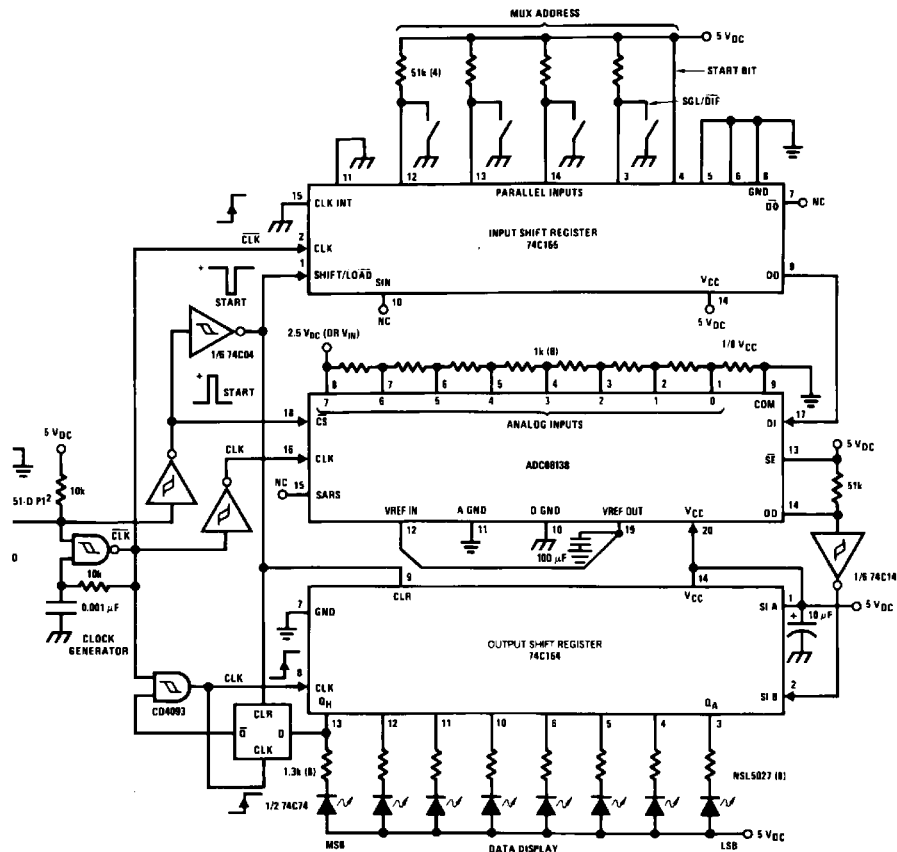 MUX ADDRESS
5 VDC
51k (4)
START BIT
SGL/DIF
11
12
13
14
3
4
5
6
8
GND
15
CLK INT
PARALLEL INPUTS
7
DO
NC
INPUT SHIFT REGISTER
74C165
CLK
2
CLK
1
SHIFT/LOAD
SIN
VCC
DO
9
+
START
10
NC
14
5 VDC
1/6 74C04
2.5 VDC (OR VIN)
1k (8)
1/8 VCC
+
START
8
7
6
5
4
3
2
1
9
7
6
5
4
3
2
1
0
COM
18
CS
ANALOG INPUTS
DI
17
5 VDC
CLK
16
CLK
ADC08138
SE
13
5 VDC
10k
NC
15
SARS
51k
51-D P1²
DO
14
VREF IN
A GND
D GND
VREF OUT
VCC
12
11
10
19
20
CLK
O
10k
100 µF
1/6 74C14
0.001 µF
CLOCK
GENERATOR
9
CLR
14
VCC
7
GND
SI A
1
5 VDC
+
10 µF
OUTPUT SHIFT REGISTER
74C164
CLK
8
CLK
QH
QA
SI B
2
CD4093
CLR
Q
D
CLK
13
12
11
10
6
5
4
3
1.3k (8)
NSL5027 (8)
1/2 74C74
5 VDC
MSB
DATA DISPLAY
LSB